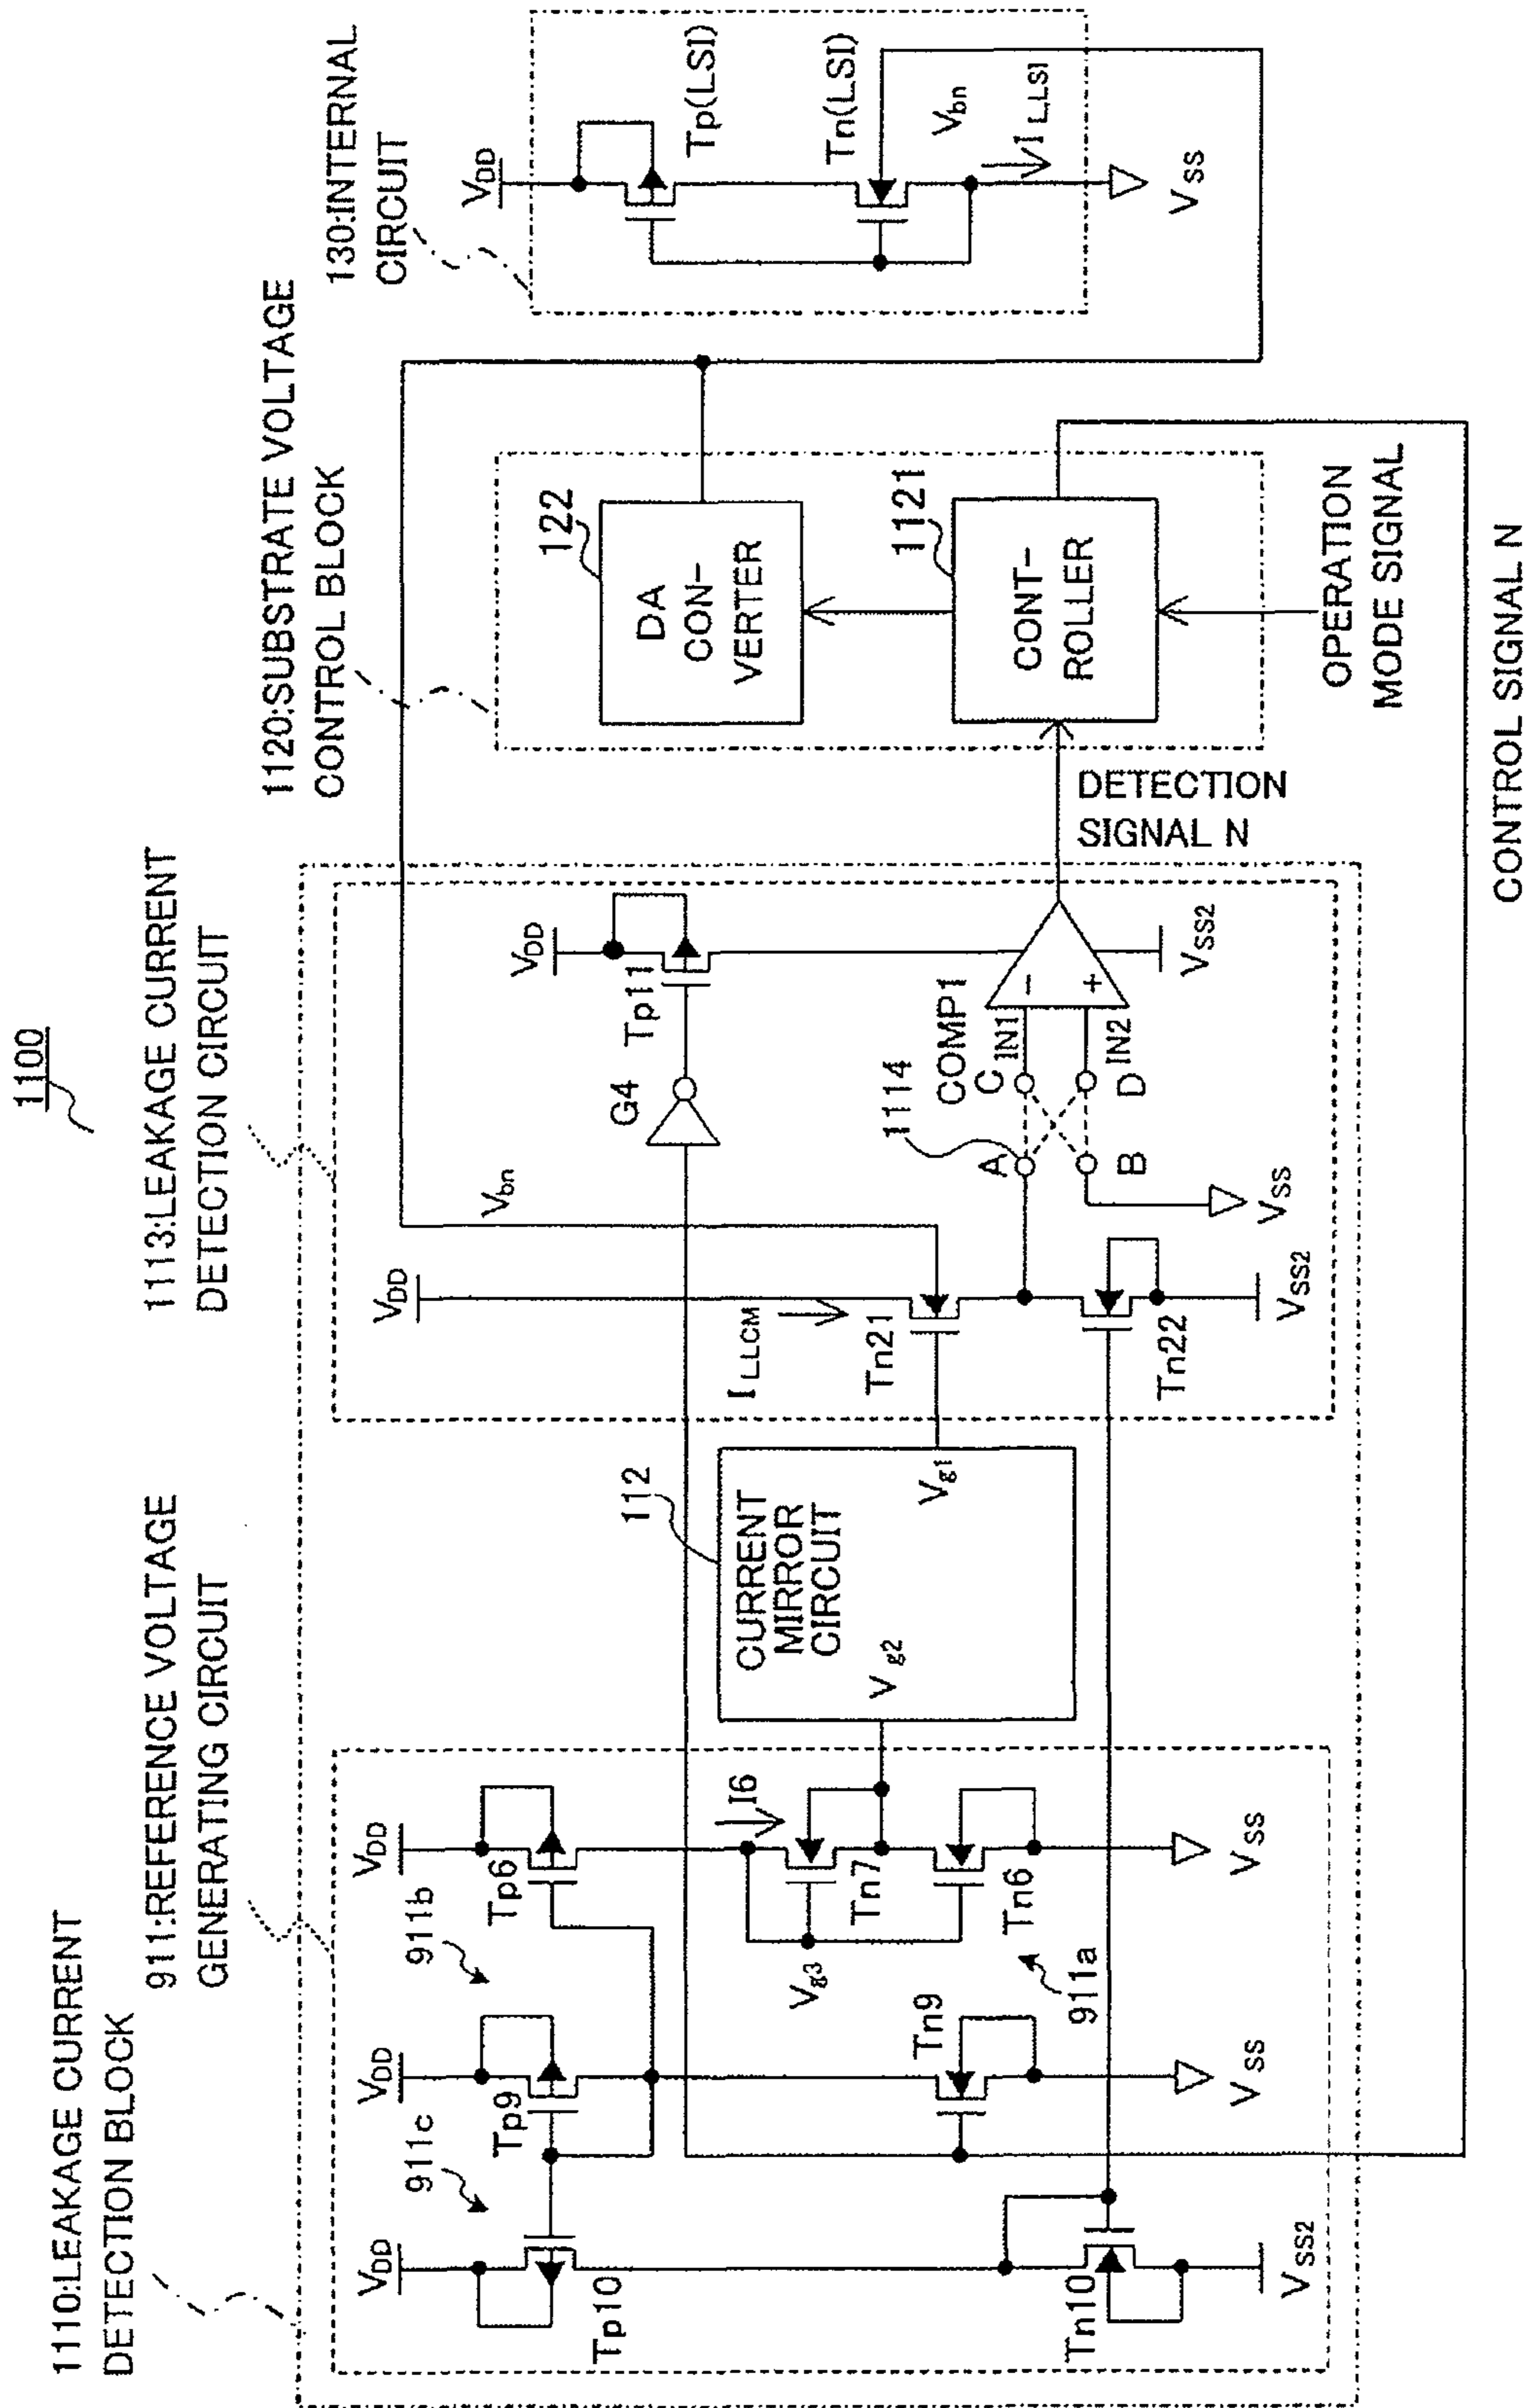 1100
1110:LEAKAGE CURRENT
DETECTION BLOCK
911:REFERENCE VOLTAGE
GENERATING CIRCUIT
1113:LEAKAGE CURRENT
DETECTION CIRCUIT
1120:SUBSTRATE VOLTAGE
CONTROL BLOCK
130:INTERNAL
CIRCUIT
911c
911b
VDD
VDD
VDD
Tp10
Tp9
Tp6
I6
Vg3
Tn7
Tn9
Tn6
911a
Tn10
VSS2
VSS
VSS
112
CURRENT
MIRROR
CIRCUIT
Vg2
Vg1
VDD
Vbn
IL,LCM
Tn21
Tn22
VSS2
G4
VDD
Tp11
1114
COMP1
A
C
IN1
B
D
IN2
−
+
VSS
VSS2
DETECTION
SIGNAL N
122
DA
CON-
VERTER
1121
CONT-
ROLLER
OPERATION
MODE SIGNAL
CONTROL SIGNAL N
VDD
Tp(LSI)
Tn(LSI)
Vbn
IL,LSI
VSS